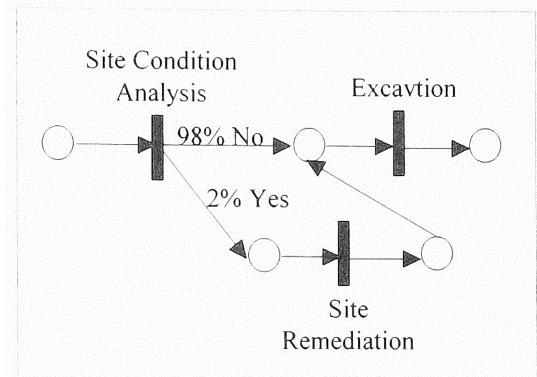 Site Condition
Analysis
Excavtion
98% No
2% Yes
Site
Remediation